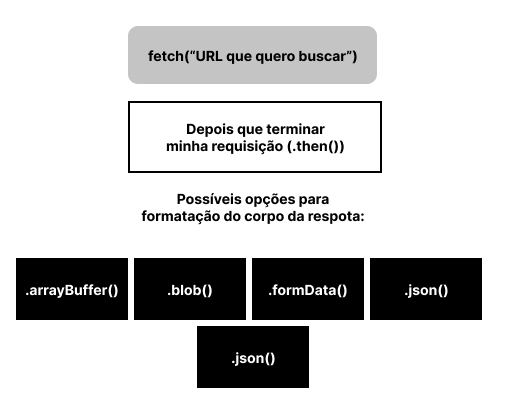 fetch(“URL que quero buscar”)
Depois que terminar
minha requisição (.then())
Possíveis opções para
formatação do corpo da respota:
.arrayBuffer()
.blob()
.formData()
.json()
.json()